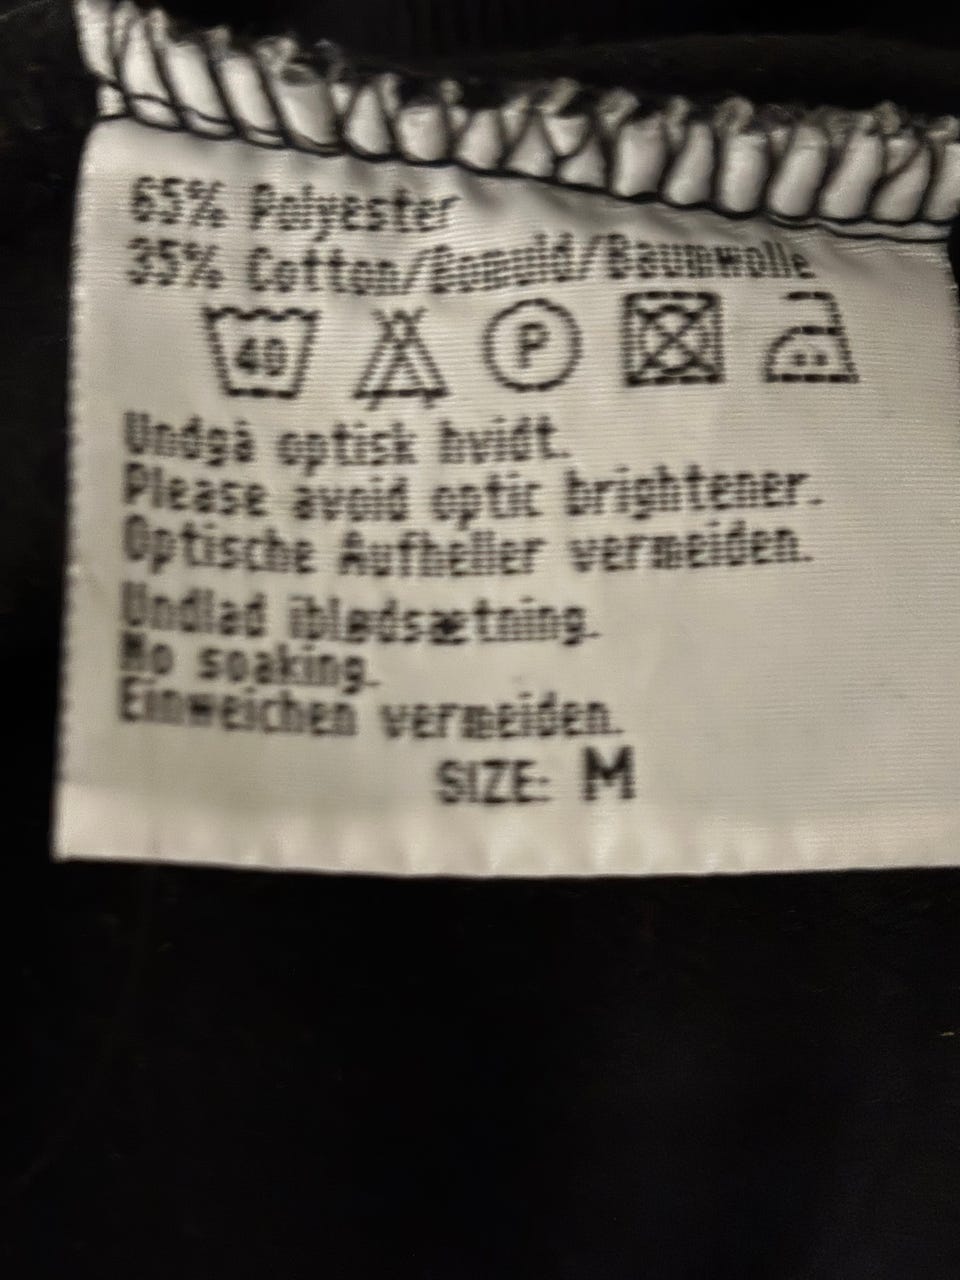 65% Polyester
35% Cotton/Bomuld/Baumwolle
40 P
Undgå optisk hvidt.
Please avoid optic brightener.
Optische Aufheller vermeiden.
Undlad iblødsætning.
No soaking.
Einweichen vermeiden.
SIZE: M